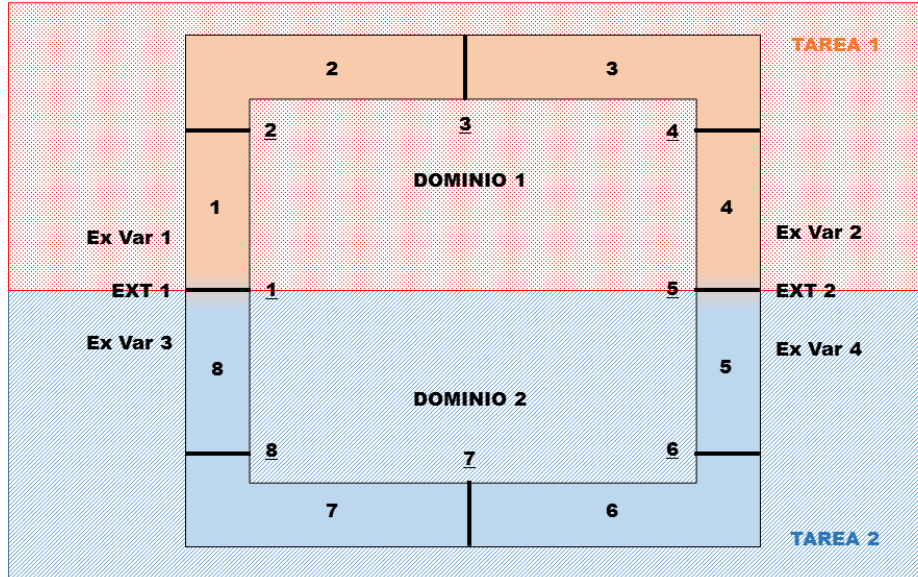 TAREA 1
2
3
2
3
4
DOMINIO 1
1
4
Ex Var 1
Ex Var 2
EXT 1
1
5
EXT 2
Ex Var 3
Ex Var 4
8
5
DOMINIO 2
8
7
6
7
6
TAREA 2